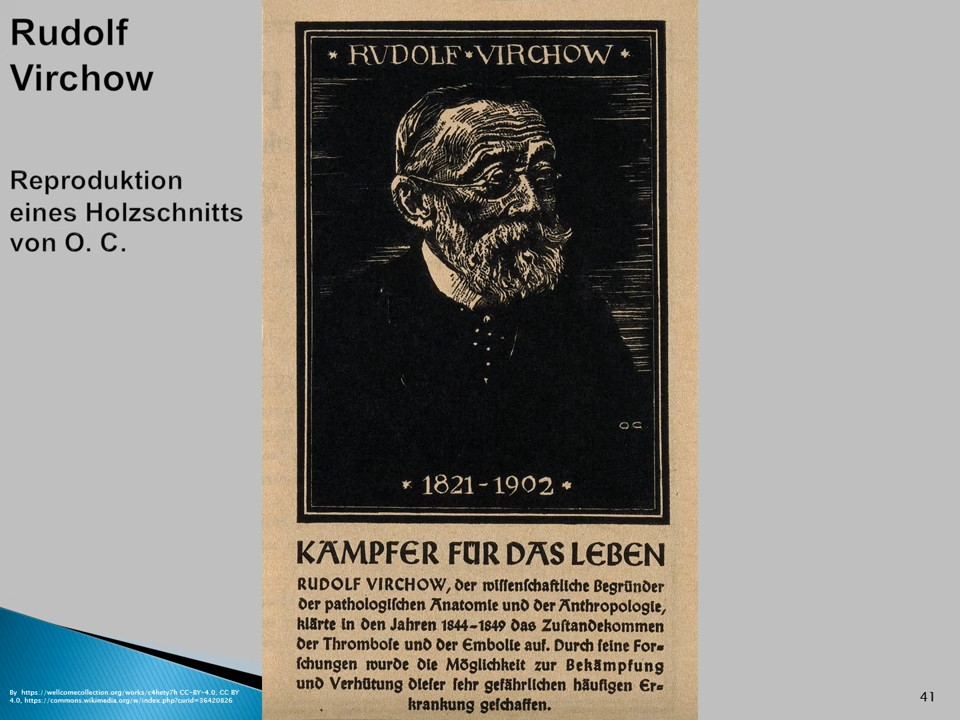 Rudolf
Virchow
Reproduktion
eines Holzschnitts
von O. C.
* RVDOLF * VIRCHOW *
OC
* 1821-1902 *
KÄMPFER FÜR DAS LEBEN
RUDOLF VIRCHOW, der wiſſenſchaftliche Begründer
der pathologiſchen Anatomie und der Anthropologie,
klärte in den Jahren 1844-1849 das Zuſtandekommen
der Thromboſe und der Embolie auf. Durch ſeine For-
ſchungen wurde die Möglichkeit zur Bekämpfung
und Verhütung dieſer ſehr gefährlichen häufigen Er-
krankung geſchaffen.
By https://wellcomecollection.org/works/c4hety7h CC-BY-4.0, CC BY
4.0, https://commons.wikimedia.org/w/index.php?curid=36420826
41